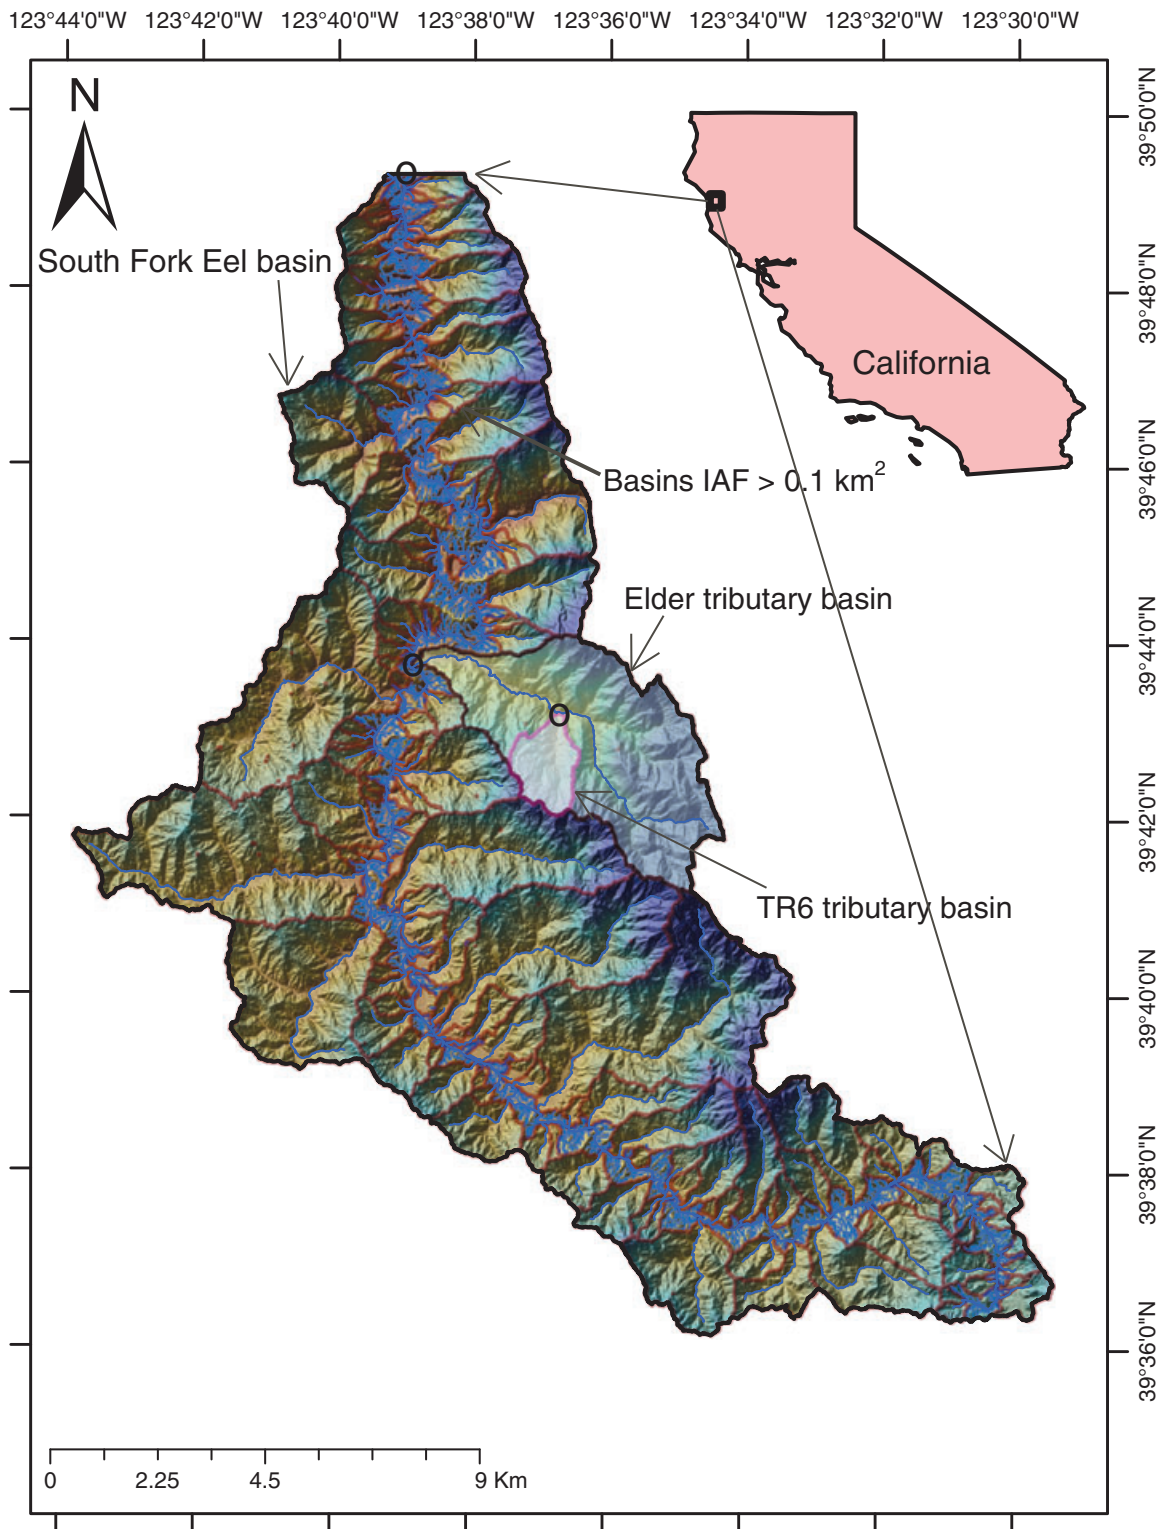 123°44'0"W 123°42'0"W 123°40'0"W 123°38'0"W 123°36'0"W 123°34'0"W 123°32'0"W 123°30'0"W
N
39°50'0"N
O
South Fork Eel basin
39°48'0"N
California
39°46'0"N
Basins IAF > 0.1 km²
Elder tributary basin
39°44'0"N
O
O
39°42'0"N
TR6 tributary basin
39°40'0"N
39°38'0"N
39°36'0"N
0 2.25 4.5 9 Km